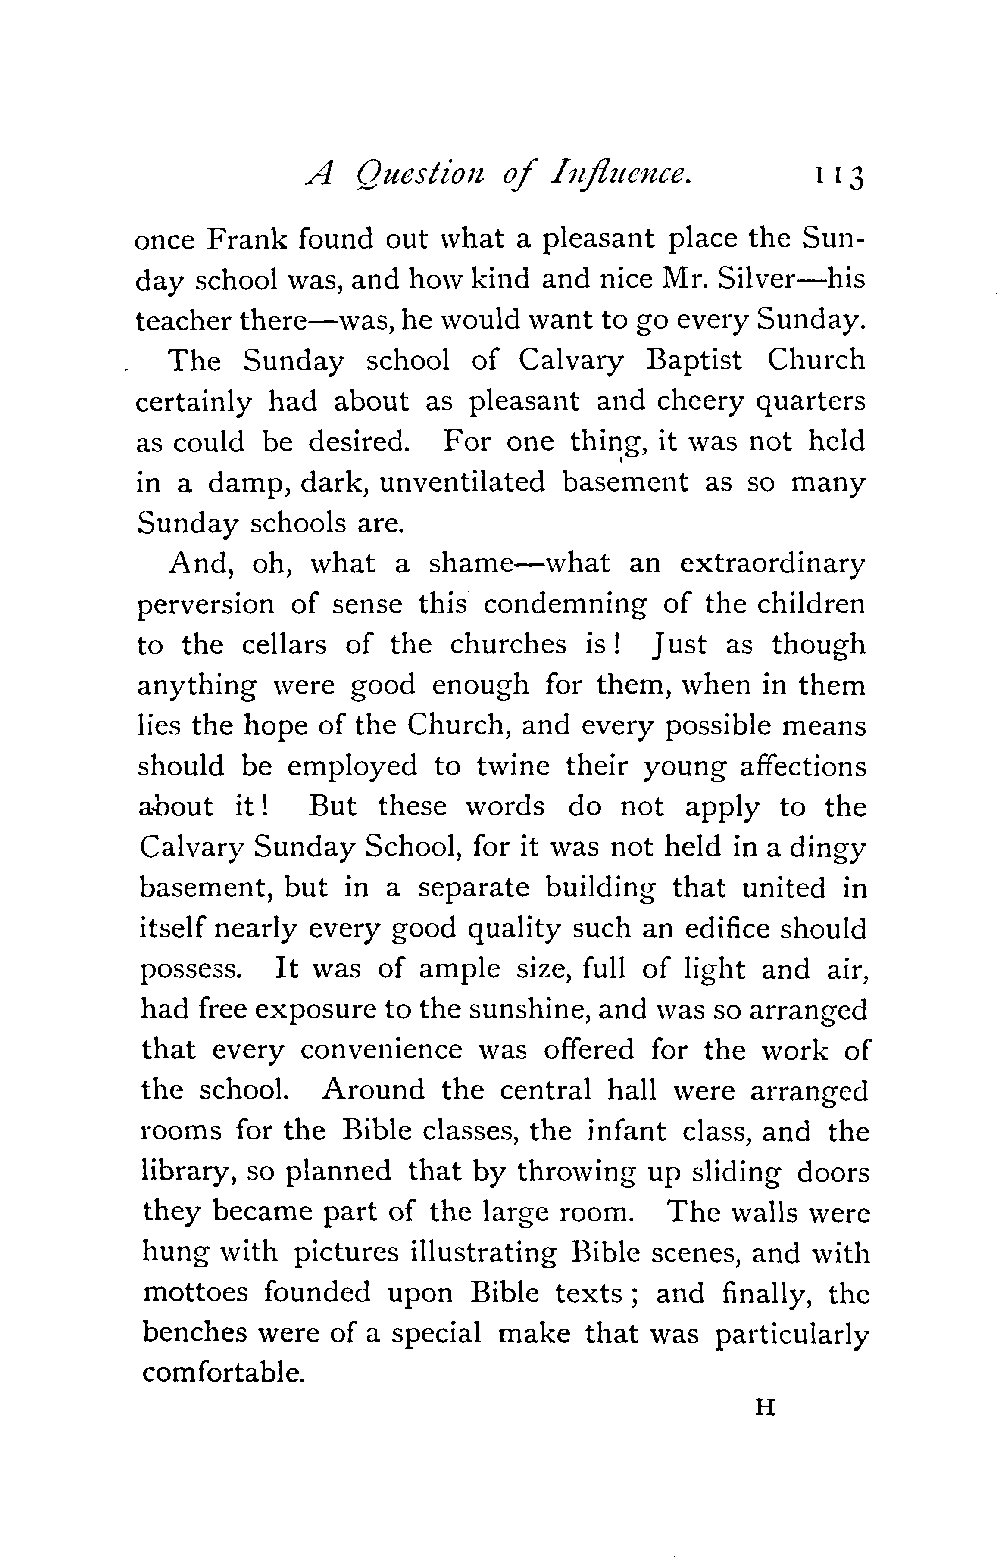 A Question of Influence. 113
once Frank found out what a pleasant place the Sun-
day school was, and how kind and nice Mr. Silver—his
teacher there—was, he would want to go every Sunday.
The Sunday school of Calvary Baptist Church
certainly had about as pleasant and cheery quarters
as could be desired. For one thing, it was not held
in a damp, dark, unventilated basement as so many
Sunday schools are.
And, oh, what a shame—what an extraordinary
perversion of sense this condemning of the children
to the cellars of the churches is! Just as though
anything were good enough for them, when in them
lies the hope of the Church, and every possible means
should be employed to twine their young affections
about it! But these words do not apply to the
Calvary Sunday School, for it was not held in a dingy
basement, but in a separate building that united in
itself nearly every good quality such an edifice should
possess. It was of ample size, full of light and air,
had free exposure to the sunshine, and was so arranged
that every convenience was offered for the work of
the school. Around the central hall were arranged
rooms for the Bible classes, the infant class, and the
library, so planned that by throwing up sliding doors
they became part of the large room. The walls were
hung with pictures illustrating Bible scenes, and with
mottoes founded upon Bible texts; and finally, the
benches were of a special make that was particularly
comfortable.
H